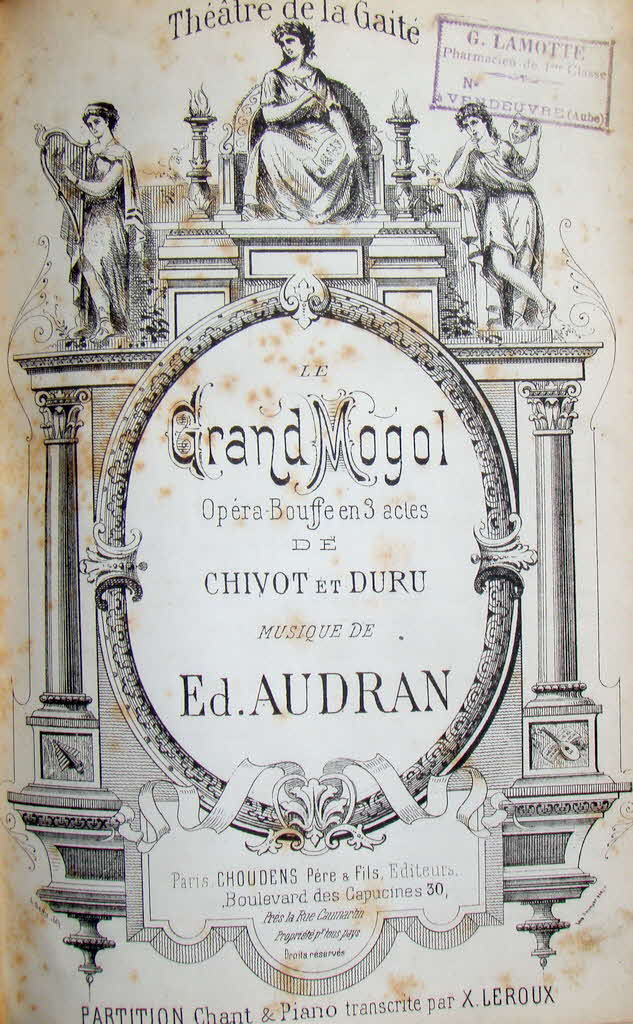 Théâtre de la Gaité
G. LAMOTTE
Pharmacien de 1ère Classe
N°
à VENDEUVRE (Aube)
LE
Grand Mogol
Opéra-Bouffe en 3 actes
DE
CHIVOT ET DURU
MUSIQUE DE
Ed. AUDRAN
Paris, CHOUDENS Père & Fils, Editeurs,
Boulevard des Capucines 30,
Près la Rue Caumartin
Propriété pr tous pays
Droits réservés
PARTITION Chant & Piano transcrite par X. LEROUX